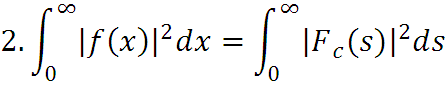 2. ∫₀^∞ |f(x)|² dx = ∫₀^∞ |F_c(s)|² ds